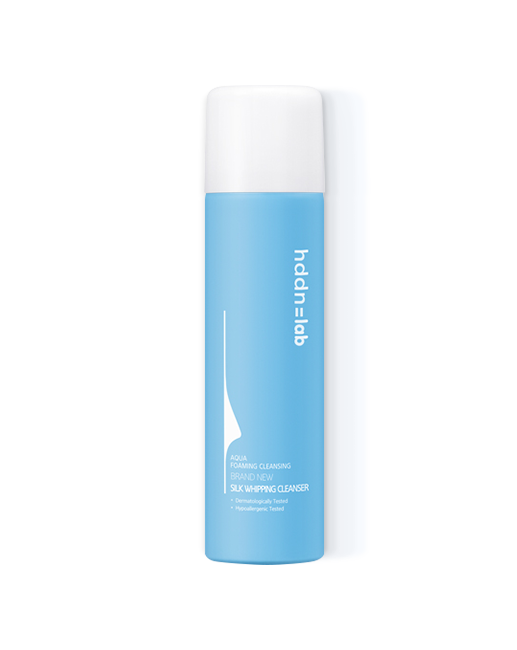 hddn=lab
AQUA
FOAMING CLEANSING
BRAND NEW
SILK WHIPPING CLEANSER
• Dermatologically Tested
• Hypoallergenic Tested